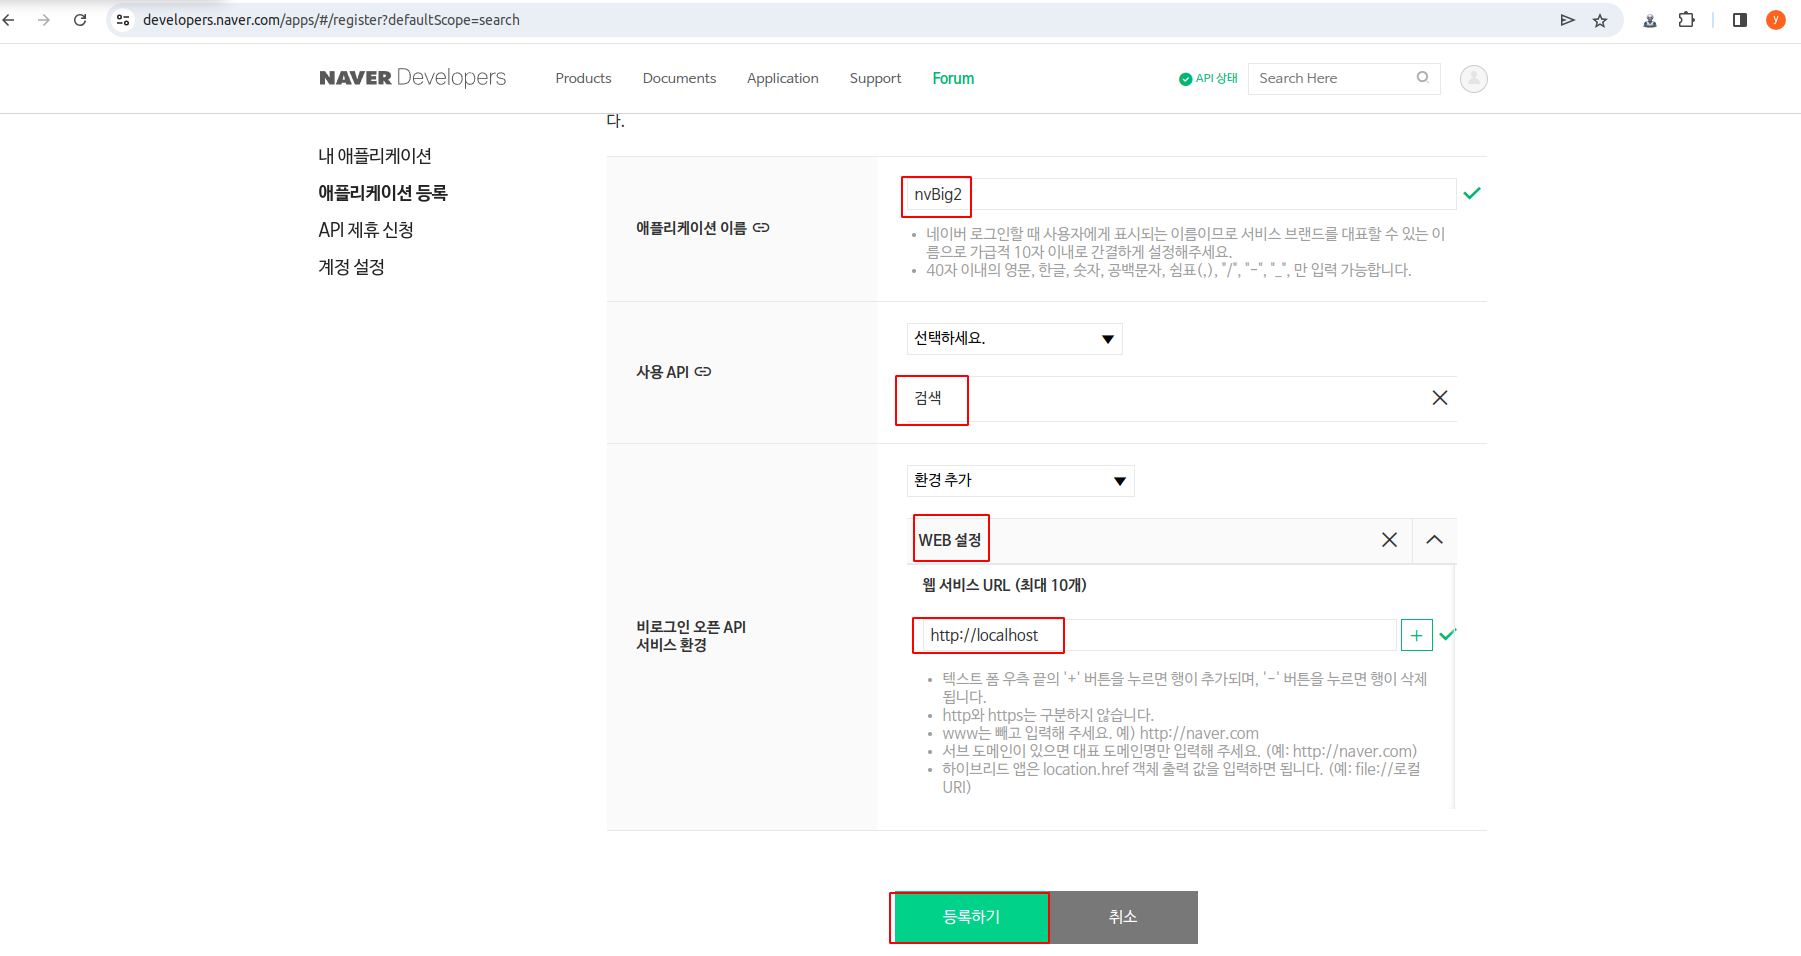 developers.naver.com/apps/#/register?defaultScope=search
y
NAVER Developers
Products
Documents
Application
Support
Forum
API 상태
Search Here
다.
내 애플리케이션
애플리케이션 등록
API 제휴 신청
계정 설정
애플리케이션 이름
nvBig2
네이버 로그인할 때 사용자에게 표시되는 이름이므로 서비스 브랜드를 대표할 수 있는 이
름으로 가급적 10자 이내로 간결하게 설정해주세요.
40자 이내의 영문, 한글, 숫자, 공백문자, 쉼표(,), "/", "-", "_", 만 입력 가능합니다.
사용 API
선택하세요.
검색
비로그인 오픈 API
서비스 환경
환경 추가
WEB 설정
웹 서비스 URL (최대 10개)
http://localhost
텍스트 폼 우측 끝의 '+' 버튼을 누르면 행이 추가되며, '-' 버튼을 누르면 행이 삭제
됩니다.
http와 https는 구분하지 않습니다.
www는 빼고 입력해 주세요. 예) http://naver.com
서브 도메인이 있으면 대표 도메인명만 입력해 주세요. (예: http://naver.com)
하이브리드 앱은 location.href 객체 출력 값을 입력하면 됩니다. (예: file://로컬
URI)
등록하기
취소